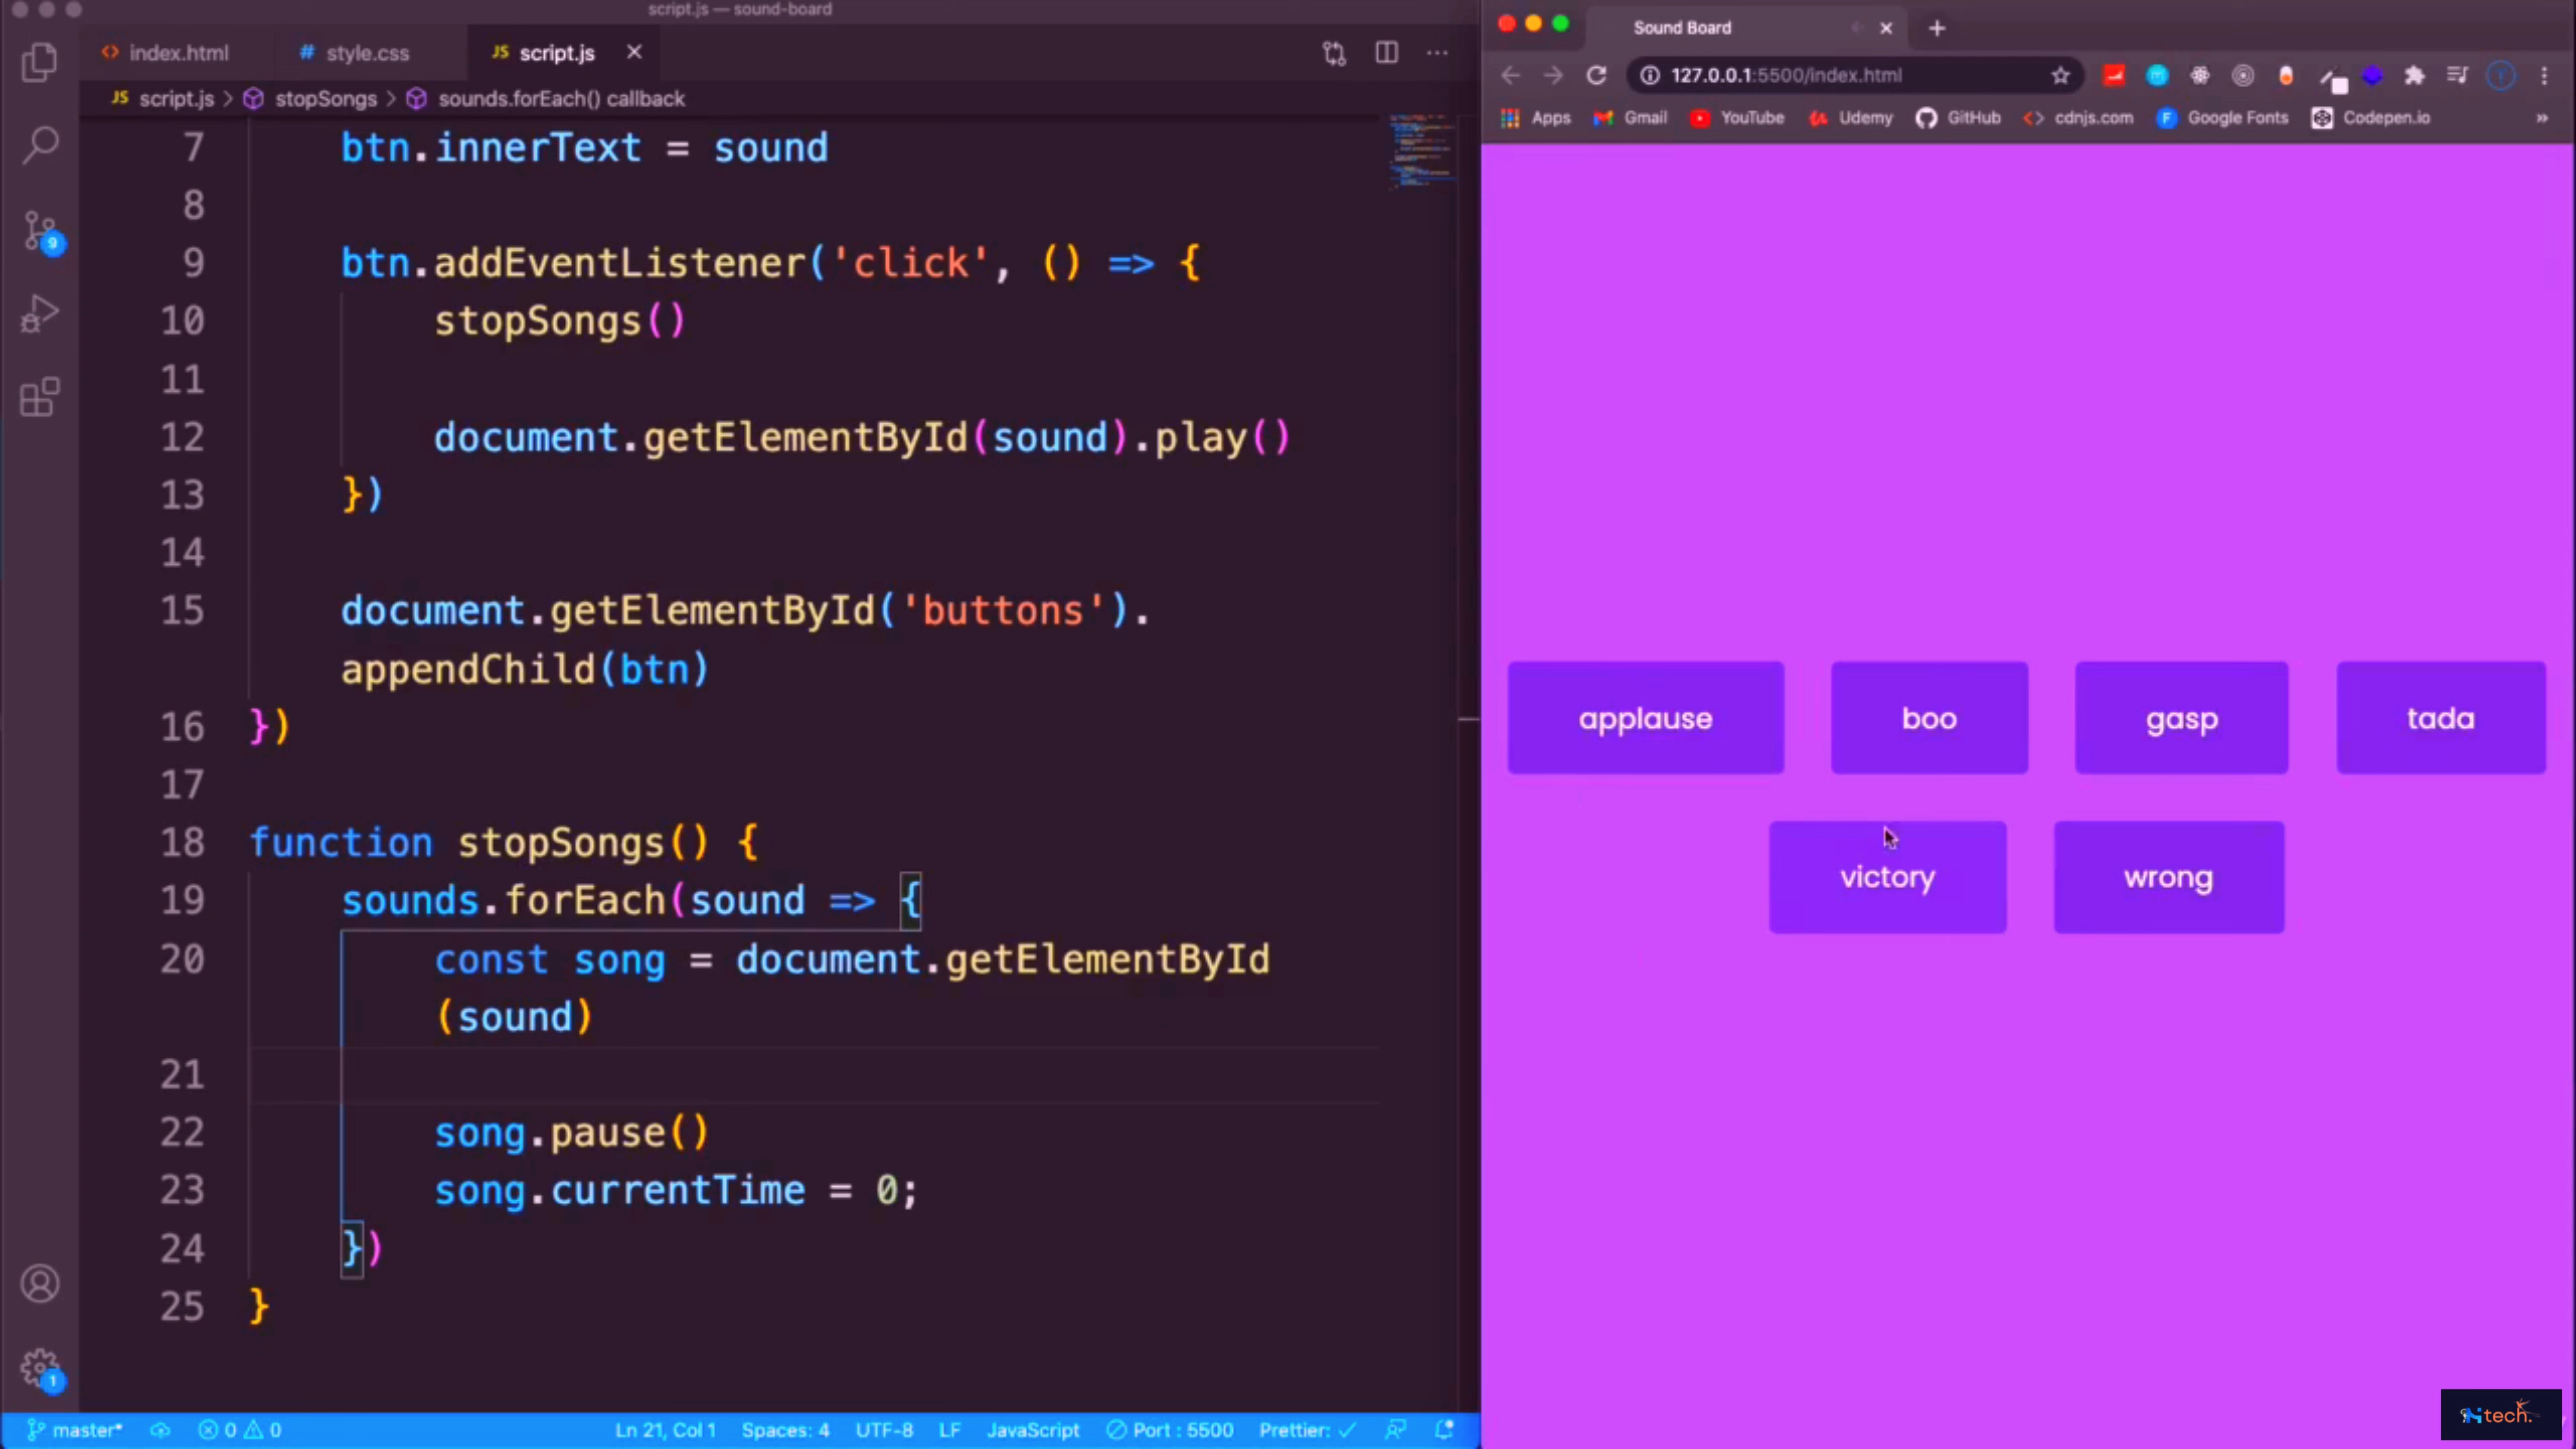 script.js — sound-board
index.html
style.css
JS script.js
JS script.js > stopSongs > sounds.forEach() callback
7 btn.innerText = sound
8
9 btn.addEventListener('click', () => {
10 stopSongs()
11
12 document.getElementById(sound).play()
13 })
14
15 document.getElementById('buttons').
appendChild(btn)
16 })
17
18 function stopSongs() {
19 sounds.forEach(sound => {
20 const song = document.getElementById
(sound)
21
22 song.pause()
23 song.currentTime = 0;
24 })
25 }
9
1
master* 0 0 Ln 21, Col 1 Spaces: 4 UTF-8 LF JavaScript Port : 5500 Prettier: ✓
Sound Board
127.0.0.1:5500/index.html
Apps Gmail YouTube Udemy GitHub cdnjs.com Google Fonts Codepen.io »
applause boo gasp tada
victory wrong
tech.